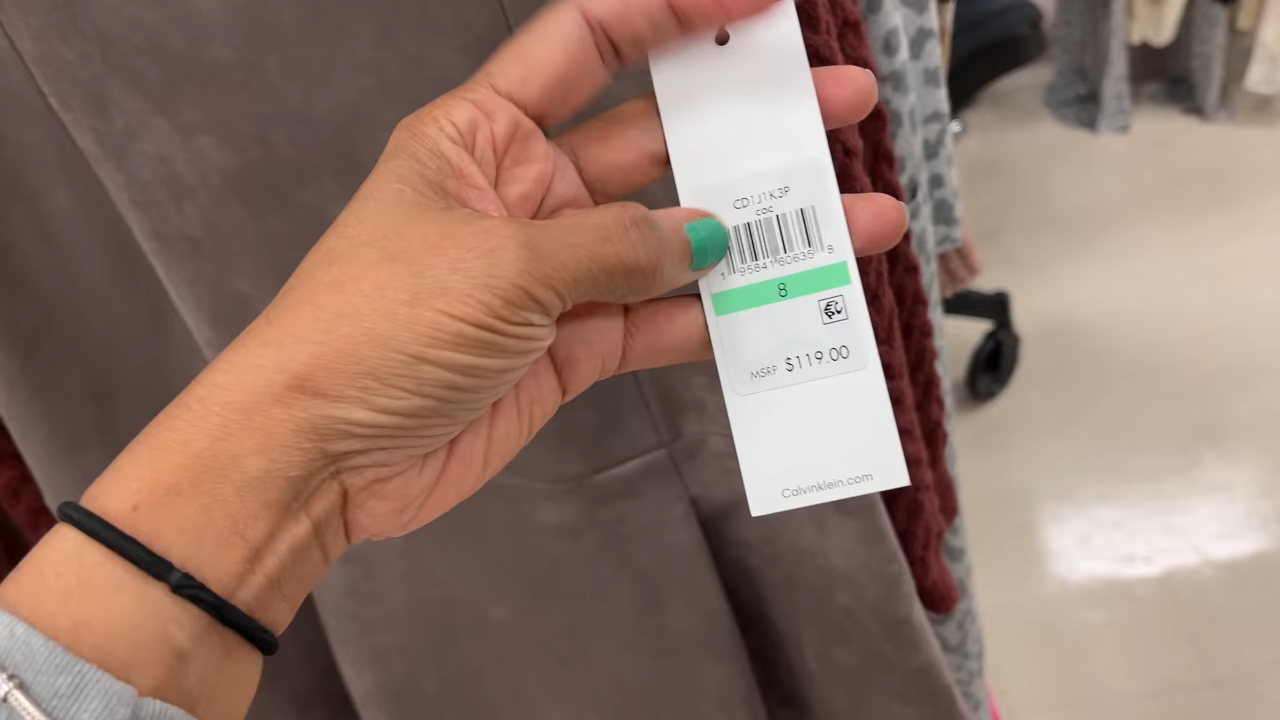 CD1J1K3P
COC
1 95841 60635 8
8
MSRP $119.00
Calvinklein.com